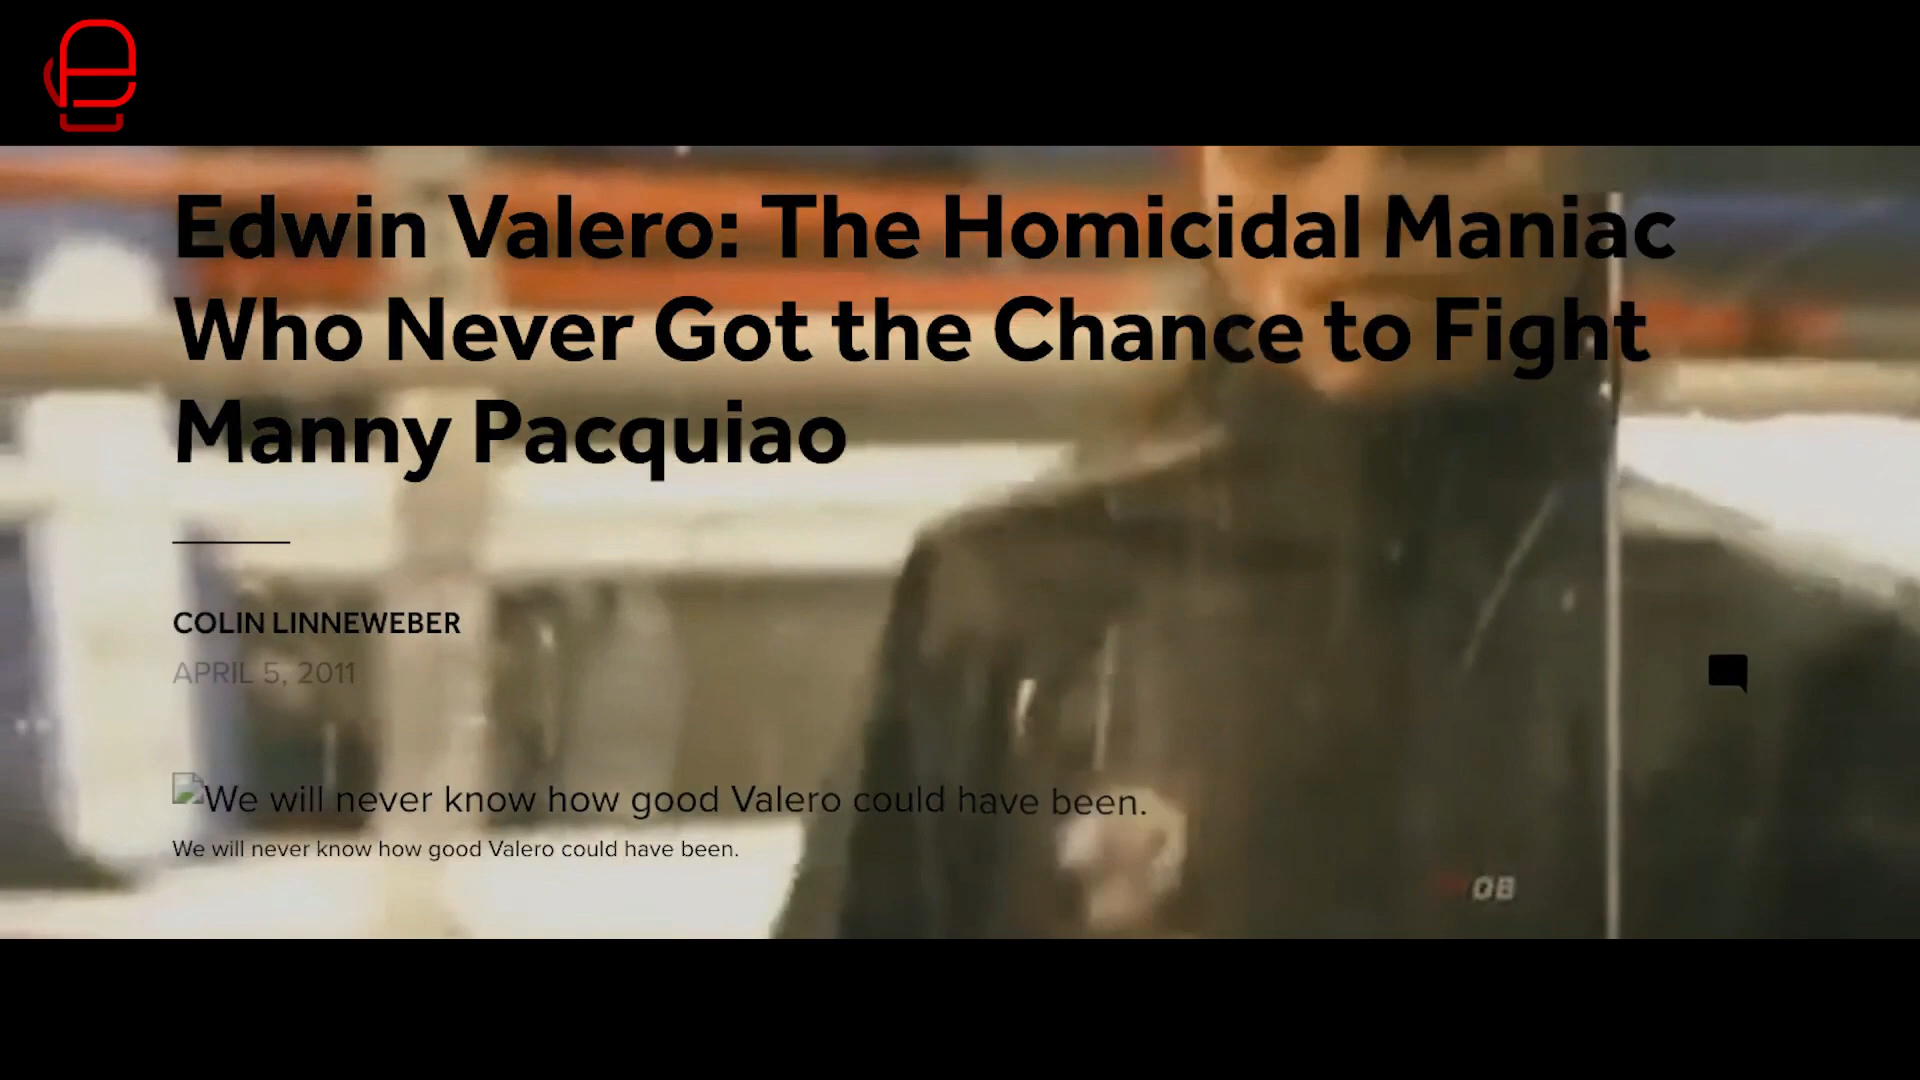 Edwin Valero: The Homicidal Maniac
Who Never Got the Chance to Fight
Manny Pacquiao
COLIN LINNEWEBER
APRIL 5, 2011
We will never know how good Valero could have been.
We will never know how good Valero could have been.